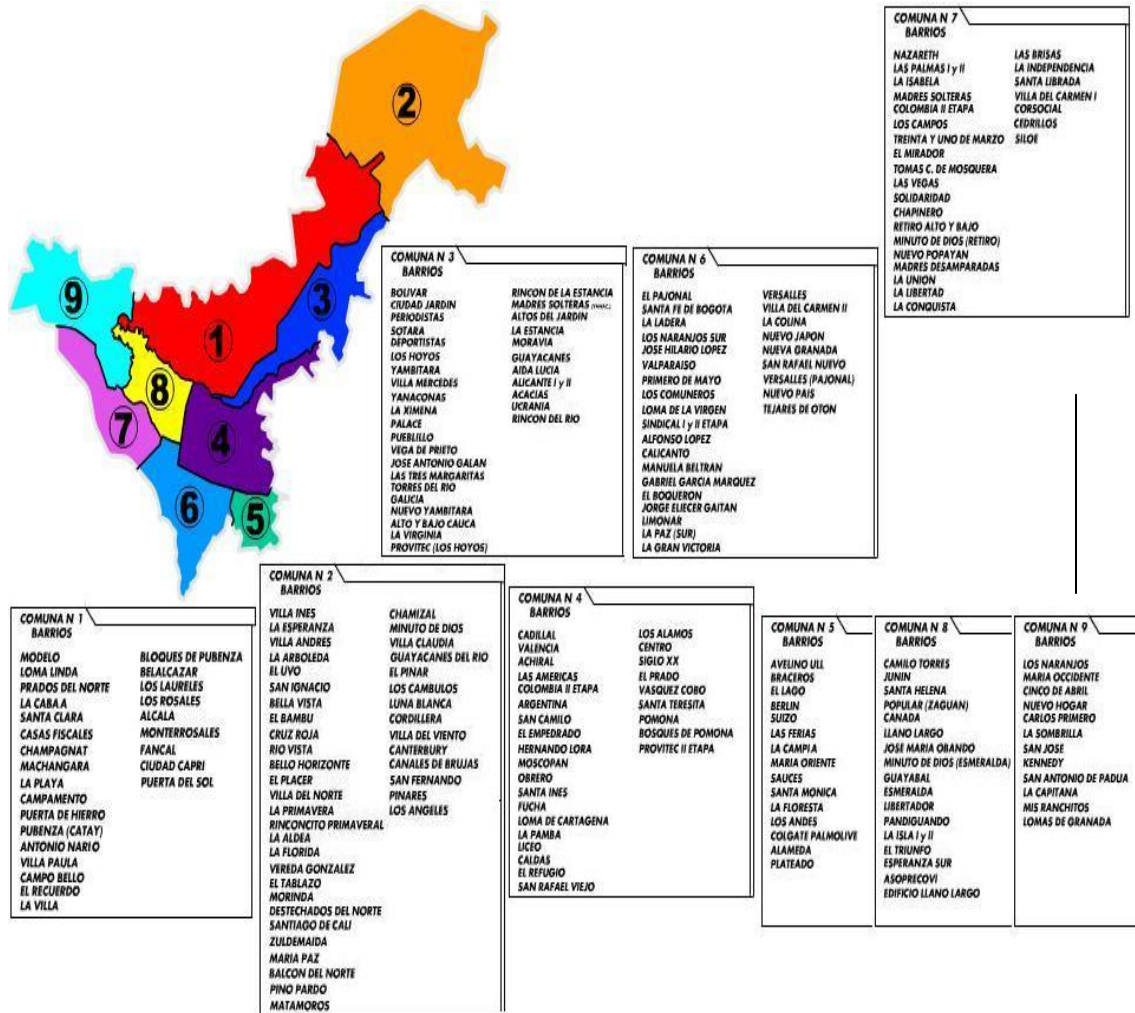 2
9
1
3
8
7
4
6
5
COMUNA N 7
BARRIOS
NAZARETH
LAS PALMAS I y II
LA ISABELA
MADRES SOLTERAS
COLOMBIA II ETAPA
LOS CAMPOS
TREINTA Y UNO DE MARZO
EL MIRADOR
TOMAS C. DE MOSQUERA
LAS VEGAS
SOLIDARIDAD
CHAPINERO
RETIRO ALTO Y BAJO
MINUTO DE DIOS (RETIRO)
NUEVO POPAYAN
MADRES DESAMPARADAS
LA UNION
LA LIBERTAD
LA CONQUISTA
LAS BRISAS
LA INDEPENDENCIA
SANTA LIBRADA
VILLA DEL CARMEN I
CORSOCIAL
CEDRILLOS
SILOE
COMUNA N 3
BARRIOS
BOLIVAR
CIUDAD JARDIN
PERIODISTAS
SOTARA
DEPORTISTAS
LOS HOYOS
YAMBITARA
VILLA MERCEDES
YANACONAS
LA XIMENA
PALACE
PUEBLILLO
VEGA DE PRIETO
JOSE ANTONIO GALAN
LAS TRES MARGARITAS
TORRES DEL RIO
GALICIA
NUEVO YAMBITARA
ALTO Y BAJO CAUCA
LA VIRGINIA
PROVITEC (LOS HOYOS)
RINCON DE LA ESTANCIA
MADRES SOLTERAS
ALTOS DEL JARDIN
LA ESTANCIA
MORAVIA
GUAYACANES
AIDA LUCIA
ALICANTE I y II
ACACIAS
UCRANIA
RINCON DEL RIO
COMUNA N 6
BARRIOS
EL PAJONAL
SANTA FE DE BOGOTA
LA LADERA
LOS NARANJOS SUR
JOSE HILARIO LOPEZ
VALPARAISO
PRIMERO DE MAYO
LOS COMUNEROS
LOMA DE LA VIRGEN
SINDICAL I y II ETAPA
ALFONSO LOPEZ
CALICANTO
MANUELA BELTRAN
GABRIEL GARCIA MARQUEZ
EL BOQUERON
JORGE ELIECER GAITAN
LIMONAR
LA PAZ (SUR)
LA GRAN VICTORIA
VERSALLES
VILLA DEL CARMEN II
LA COLINA
NUEVO JAPON
NUEVA GRANADA
SAN RAFAEL NUEVO
VERSALLES (PAJONAL)
NUEVO PAIS
TEJARES DE OTON
COMUNA N 1
BARRIOS
MODELO
LOMA LINDA
PRADOS DEL NORTE
LA CABA A
SANTA CLARA
CASAS FISCALES
CHAMPAGNAT
MACHANGARA
LA PLAYA
CAMPAMENTO
PUERTA DE HIERRO
PUBENZA (CATAY)
ANTONIO NARIO
VILLA PAULA
CAMPO BELLO
EL RECUERDO
LA VILLA
BLOQUES DE PUBENZA
BELALCAZAR
LOS LAURELES
LOS ROSALES
ALCALA
MONTERROSALES
FANCAL
CIUDAD CAPRI
PUERTA DEL SOL
COMUNA N 2
BARRIOS
VILLA INES
LA ESPERANZA
VILLA ANDRES
LA ARBOLEDA
EL UVO
SAN IGNACIO
BELLA VISTA
EL BAMBU
CRUZ ROJA
RIO VISTA
BELLO HORIZONTE
EL PLACER
VILLA DEL NORTE
LA PRIMAVERA
RINCONCITO PRIMAVERAL
LA ALDEA
LA FLORIDA
VEREDA GONZALEZ
EL TABLAZO
MORINDA
DESTECHADOS DEL NORTE
SANTIAGO DE CALI
ZULDEMAIDA
MARIA PAZ
BALCON DEL NORTE
PINO PARDO
MATAMOROS
CHAMIZAL
MINUTO DE DIOS
VILLA CLAUDIA
GUAYACANES DEL RIO
EL PINAR
LOS CAMBULOS
LUNA BLANCA
CORDILLERA
VILLA DEL VIENTO
CANTERBURY
CANALES DE BRUJAS
SAN FERNANDO
PINARES
LOS ANGELES
COMUNA N 4
BARRIOS
CADILLAL
VALENCIA
ACHIRAL
LAS AMERICAS
COLOMBIA II ETAPA
ARGENTINA
SAN CAMILO
EL EMPEDRADO
HERNANDO LORA
MOSCOPAN
OBRERO
SANTA INES
FUCHA
LOMA DE CARTAGENA
LA PAMBA
LICEO
CALDAS
EL REFUGIO
SAN RAFAEL VIEJO
LOS ALAMOS
CENTRO
SIGLO XX
EL PRADO
VASQUEZ COBO
SANTA TERESITA
POMONA
BOSQUES DE POMONA
PROVITEC II ETAPA
COMUNA N 5
BARRIOS
AVELINO ULL
BRACEROS
EL LAGO
BERLIN
SUIZO
LAS FERIAS
LA CAMPIA
MARIA ORIENTE
SAUCES
SANTA MONICA
LA FLORESTA
LOS ANDES
COLGATE PALMOLIVE
ALAMEDA
PLATEADO
COMUNA N 8
BARRIOS
CAMILO TORRES
JUNIN
SANTA HELENA
POPULAR (ZAGUAN)
CANADA
LLANO LARGO
JOSE MARIA OBANDO
MINUTO DE DIOS (ESMERALDA)
GUAYABAL
ESMERALDA
LIBERTADOR
PANDIGUANDO
LA ISLA I y II
EL TRIUNFO
ESPERANZA SUR
ASOPRECOVI
EDIFICIO LLANO LARGO
COMUNA N 9
BARRIOS
LOS NARANJOS
MARIA OCCIDENTE
CINCO DE ABRIL
NUEVO HOGAR
CARLOS PRIMERO
LA SOMBRILLA
SAN JOSE
KENNEDY
SAN ANTONIO DE PADUA
LA CAPITANA
MIS RANCHITOS
LOMAS DE GRANADA